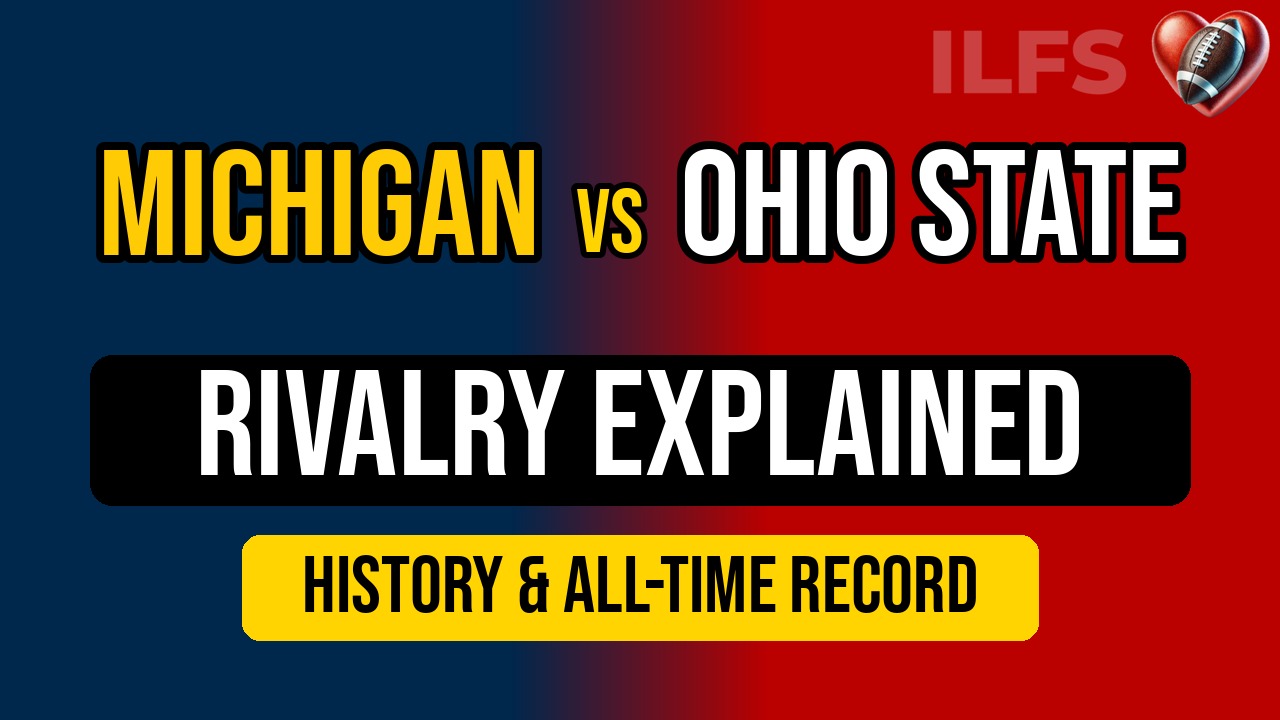 ILFS
MICHIGAN VS OHIO STATE
RIVALRY EXPLAINED
HISTORY & ALL-TIME RECORD